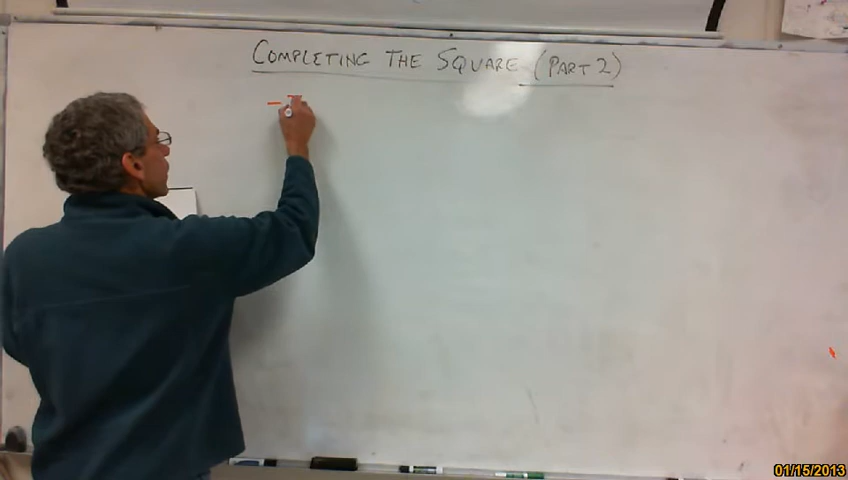 COMPLETING THE SQUARE (PART 2)
01/15/2013